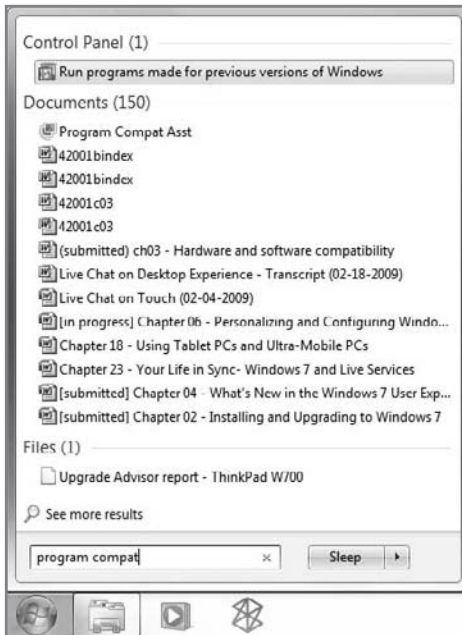 Control Panel (1)
Run programs made for previous versions of Windows
Documents (150)
Program Compat Asst
42001bindex
42001bindex
42001c03
42001c03
(submitted) ch03 - Hardware and software compatibility
Live Chat on Desktop Experience - Transcript (02-18-2009)
Live Chat on Touch (02-04-2009)
[in progress] Chapter 06 - Personalizing and Configuring Windo...
Chapter 18 - Using Tablet PCs and Ultra-Mobile PCs
Chapter 23 - Your Life in Sync- Windows 7 and Live Services
[submitted] Chapter 04 - What's New in the Windows 7 User Exp...
[submitted] Chapter 02 - Installing and Upgrading to Windows 7
Files (1)
Upgrade Advisor report - ThinkPad W700
See more results
program compat
Sleep